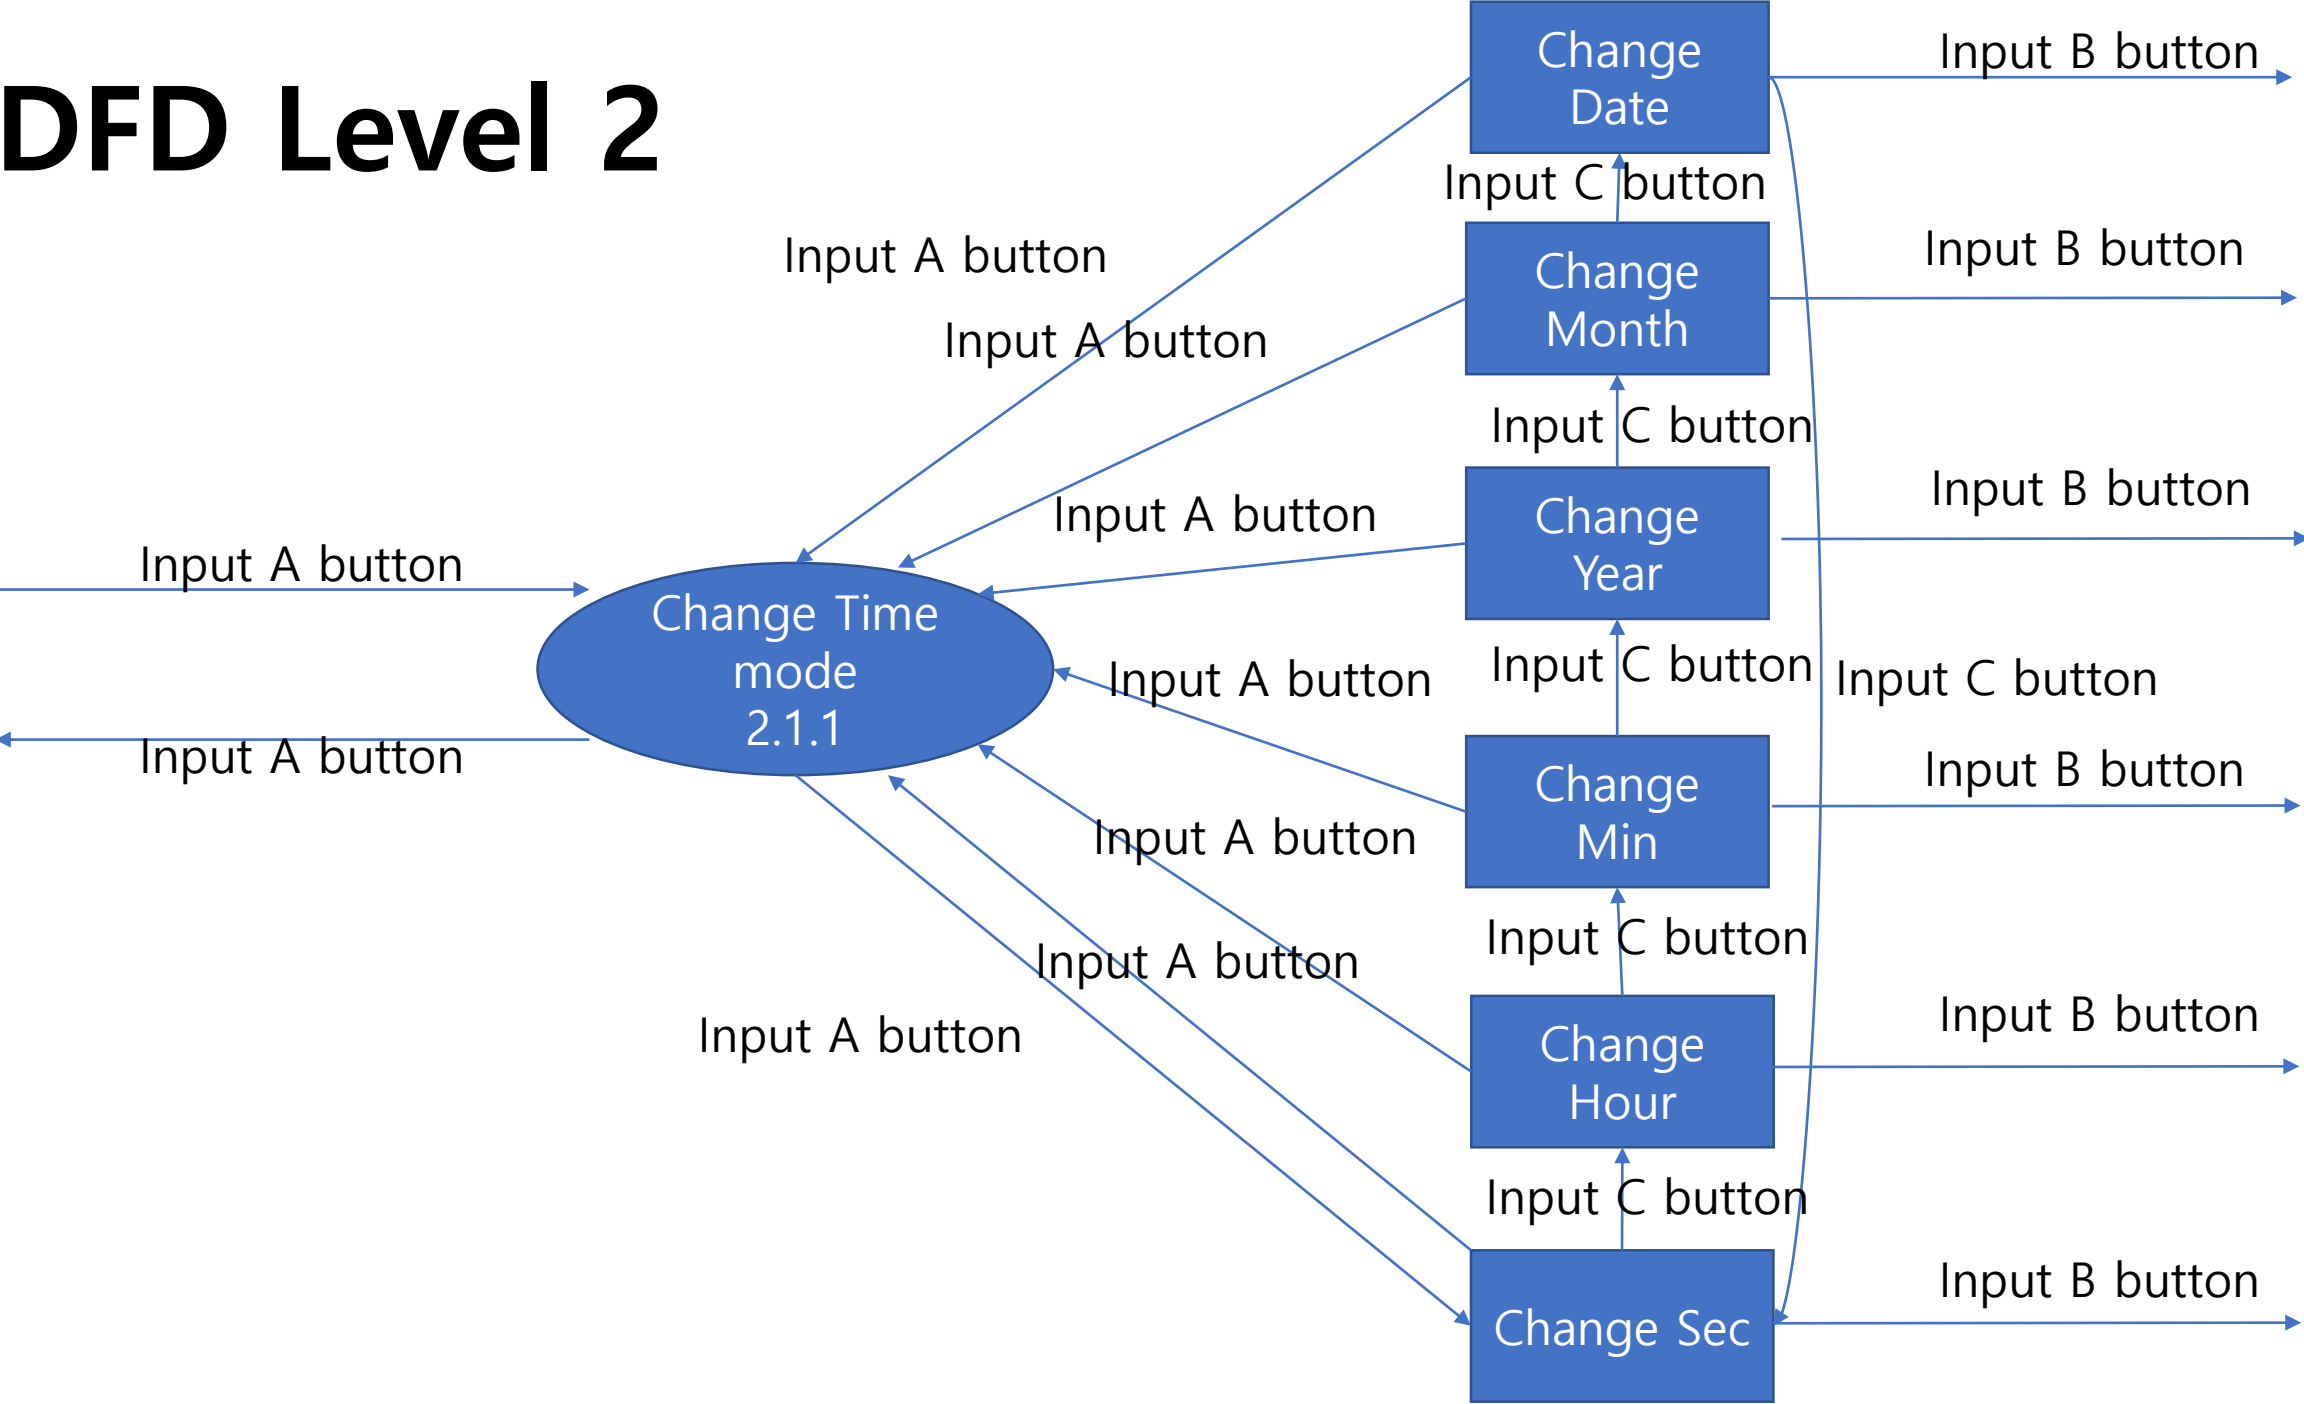 DFD Level 2
Change
Date
Input B button
Input C button
Input A button
Change
Month
Input B button
Input A button
Input C button
Input A button
Change
Year
Input B button
Input A button
Change Time
mode
2.1.1
Input A button
Input C button
Input C button
Input A button
Change
Min
Input B button
Input A button
Input C button
Input A button
Input A button
Change
Hour
Input B button
Input C button
Change Sec
Input B button